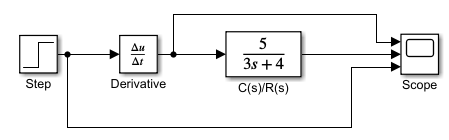 Δu
Δt
5
3s + 4
Step
Derivative
C(s)/R(s)
Scope